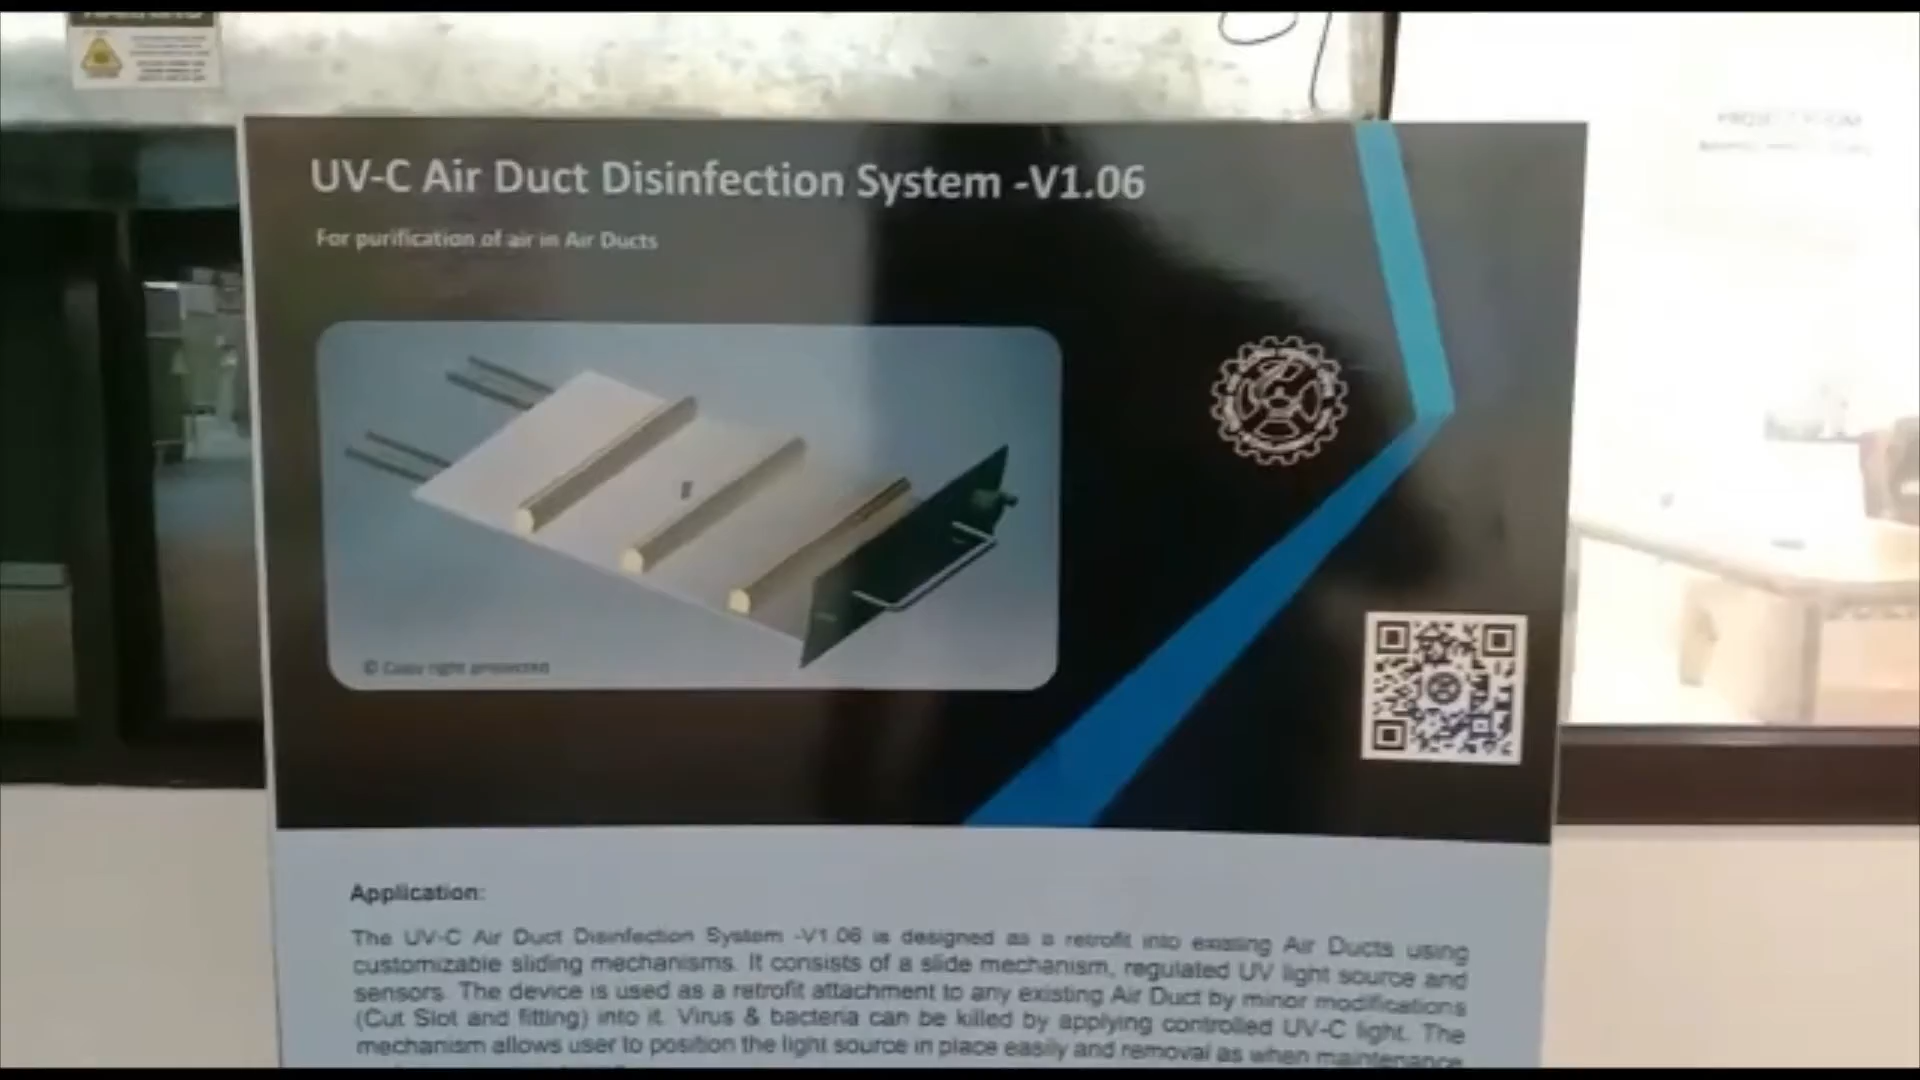 UV-C Air Duct Disinfection System -V1.06
For purification of air in Air Ducts
© Copy right protected
Application:
The UV-C Air Duct Disinfection System -V1.06 is designed as a retrofit into existing Air Ducts using
customizable sliding mechanisms. It consists of a slide mechanism, regulated UV light source and
sensors. The device is used as a retrofit attachment to any existing Air Duct by minor modifications
(Cut Slot and fitting) into it. Virus & bacteria can be killed by applying controlled UV-C light. The
mechanism allows user to position the light source in place easily and removal as when maintenance